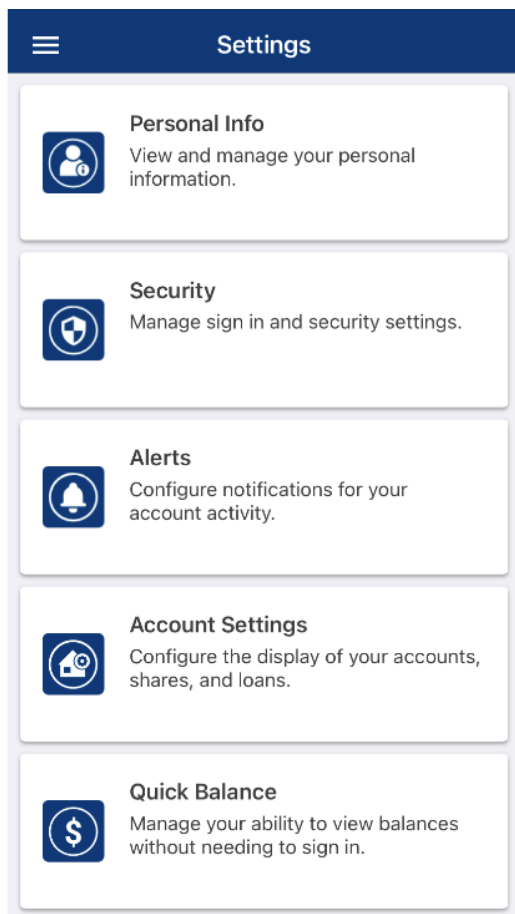 Settings
Personal Info
View and manage your personal
information.
Security
Manage sign in and security settings.
Alerts
Configure notifications for your
account activity.
Account Settings
Configure the display of your accounts,
shares, and loans.
Quick Balance
Manage your ability to view balances
without needing to sign in.